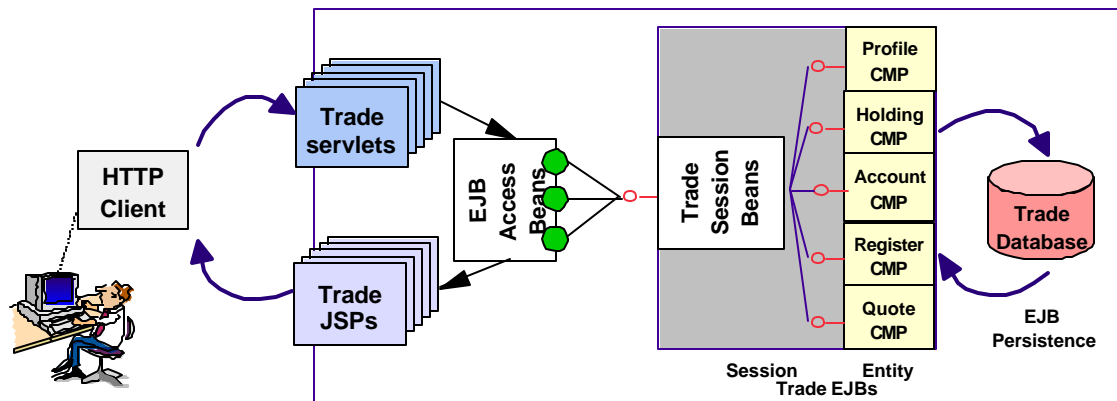 HTTP
Client
Trade
servlets
Trade
JSPs
EJB
Access
Beans
Trade
Session
Beans
Profile
CMP
Holding
CMP
Account
CMP
Register
CMP
Quote
CMP
Trade
Database
EJB
Persistence
Session
Entity
Trade EJBs